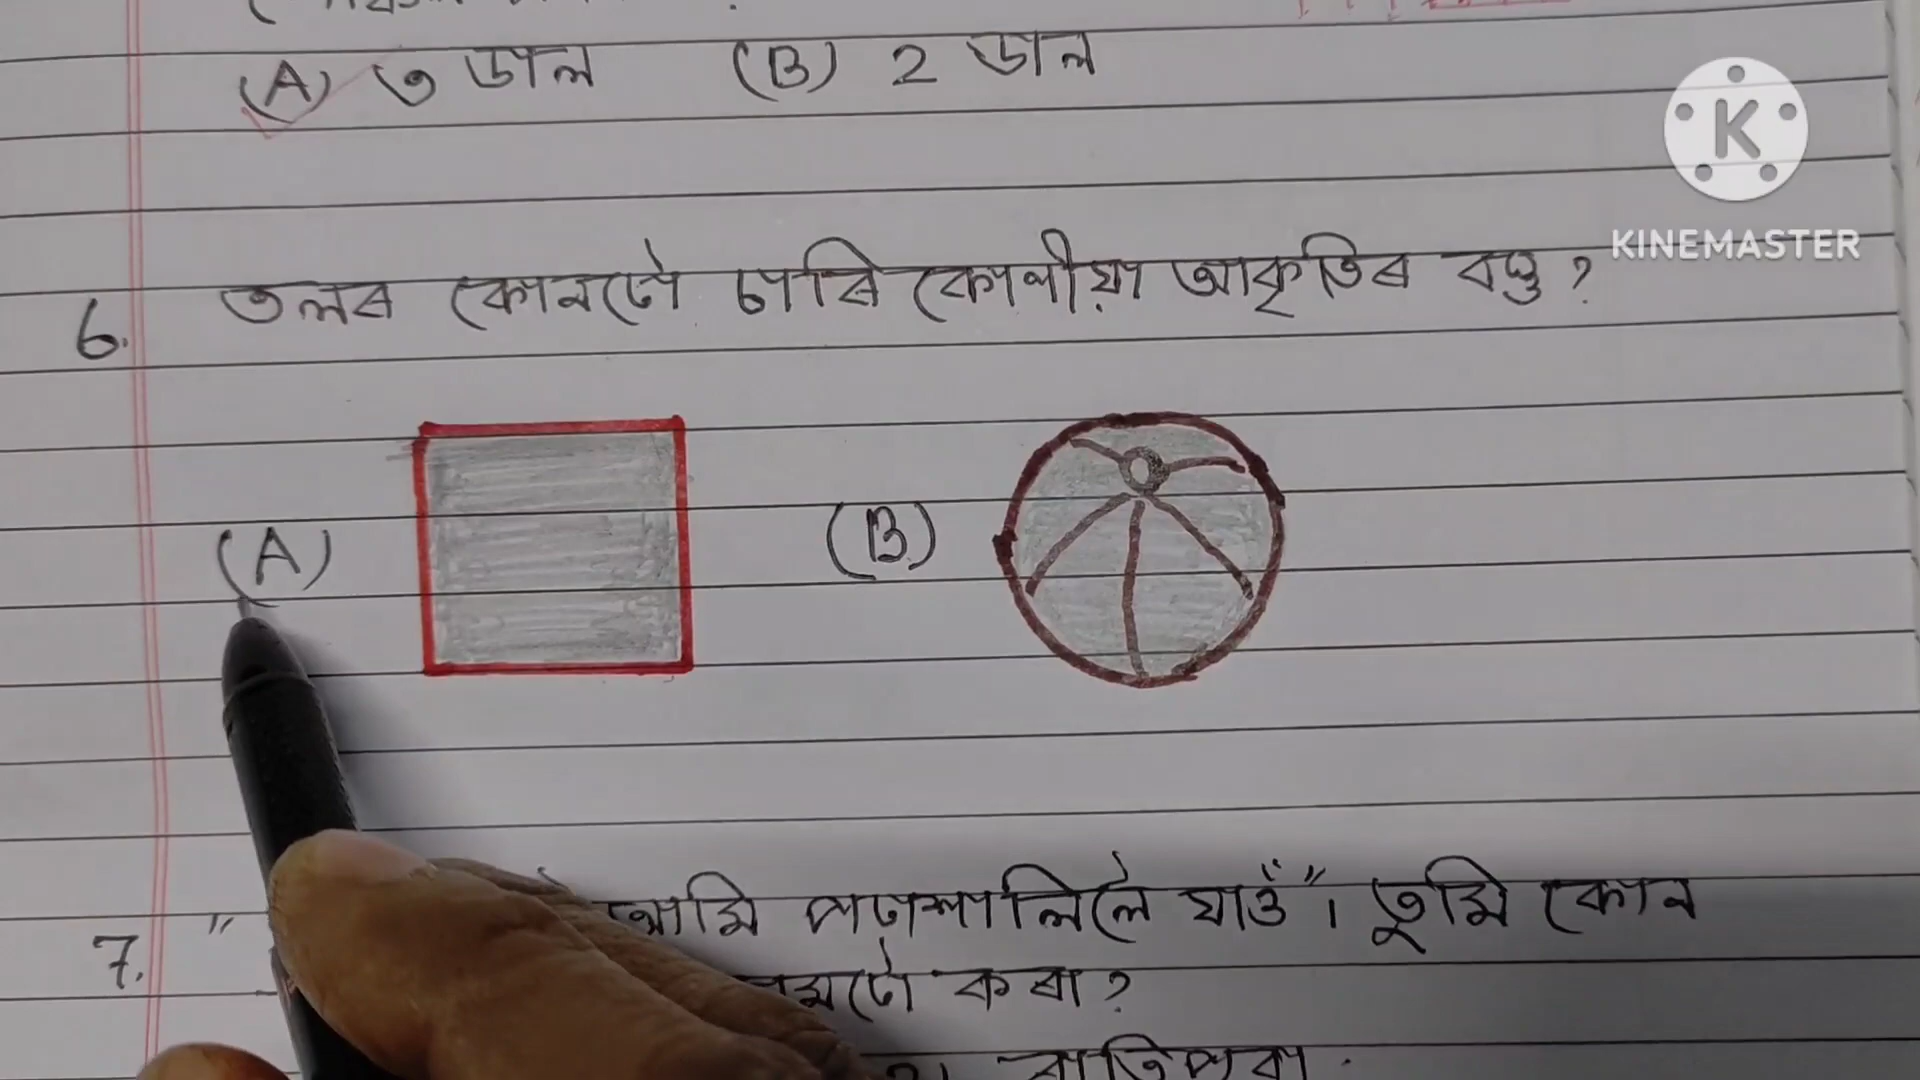 (A) ৩ ডাল (B) 2 ডাল
6. তলৰ কোনটো চাৰি কোণীয়া আকৃতিৰ বস্তু?
K
KINEMASTER
(A) (B)
7. " আমি পঢাশালিলৈ যাওঁ"। তুমি কোন
কৰা?
ৰাতিপুৱা